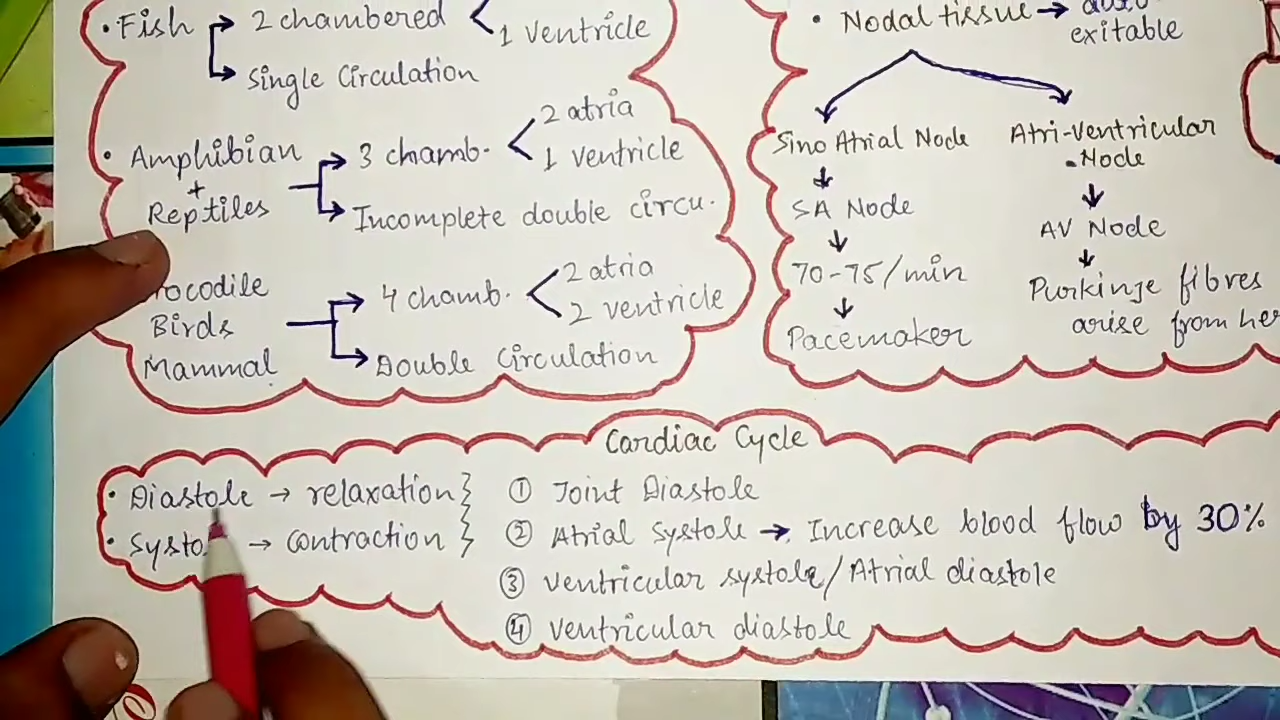 • Fish → 2 chambered < 1 ventricle
→ Single Circulation
• Amphibian + Reptiles → 3 chamb. < 2 atria
1 ventricle
→ Incomplete double circu.
Birds
Mammal
→ 4 chamb. < 2 atria
2 ventricle
→ Double Circulation
• Nodal tissue →
exitable
Sino Atrial Node
↓
SA Node
↓
70-75/min
↓
Pacemaker
Atri-ventricular
Node
↓
AV Node
↓
Purkinje fibres
arise from
Cardiac Cycle
• Diastole → relaxation
• → contraction
① Joint Diastole
② Atrial Systole → Increase blood flow by 30%
③ ventricular systole/Atrial diastole
④ ventricular diastole